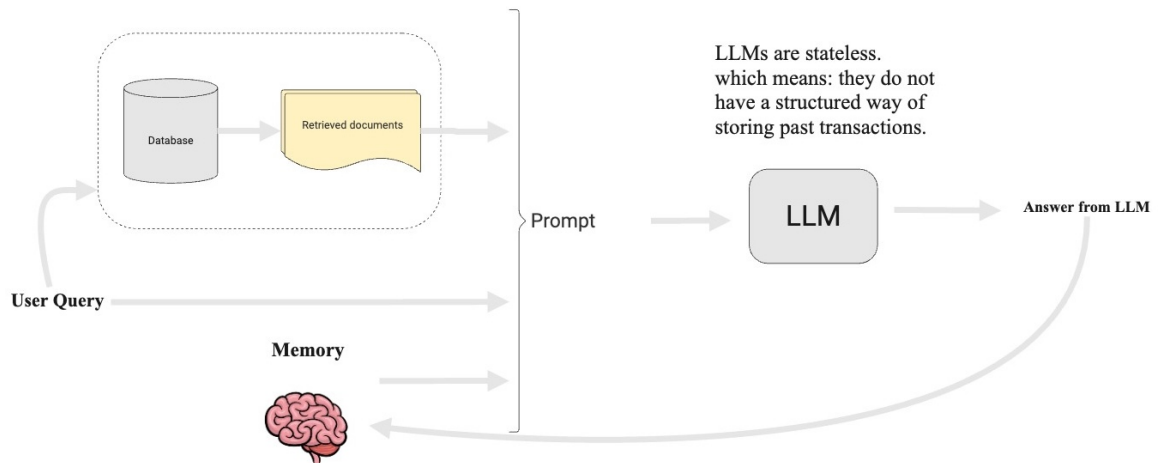 LLMs are stateless.
which means: they do not
have a structured way of
storing past transactions.
Database
Retrieved documents
Prompt
LLM
Answer from LLM
User Query
Memory